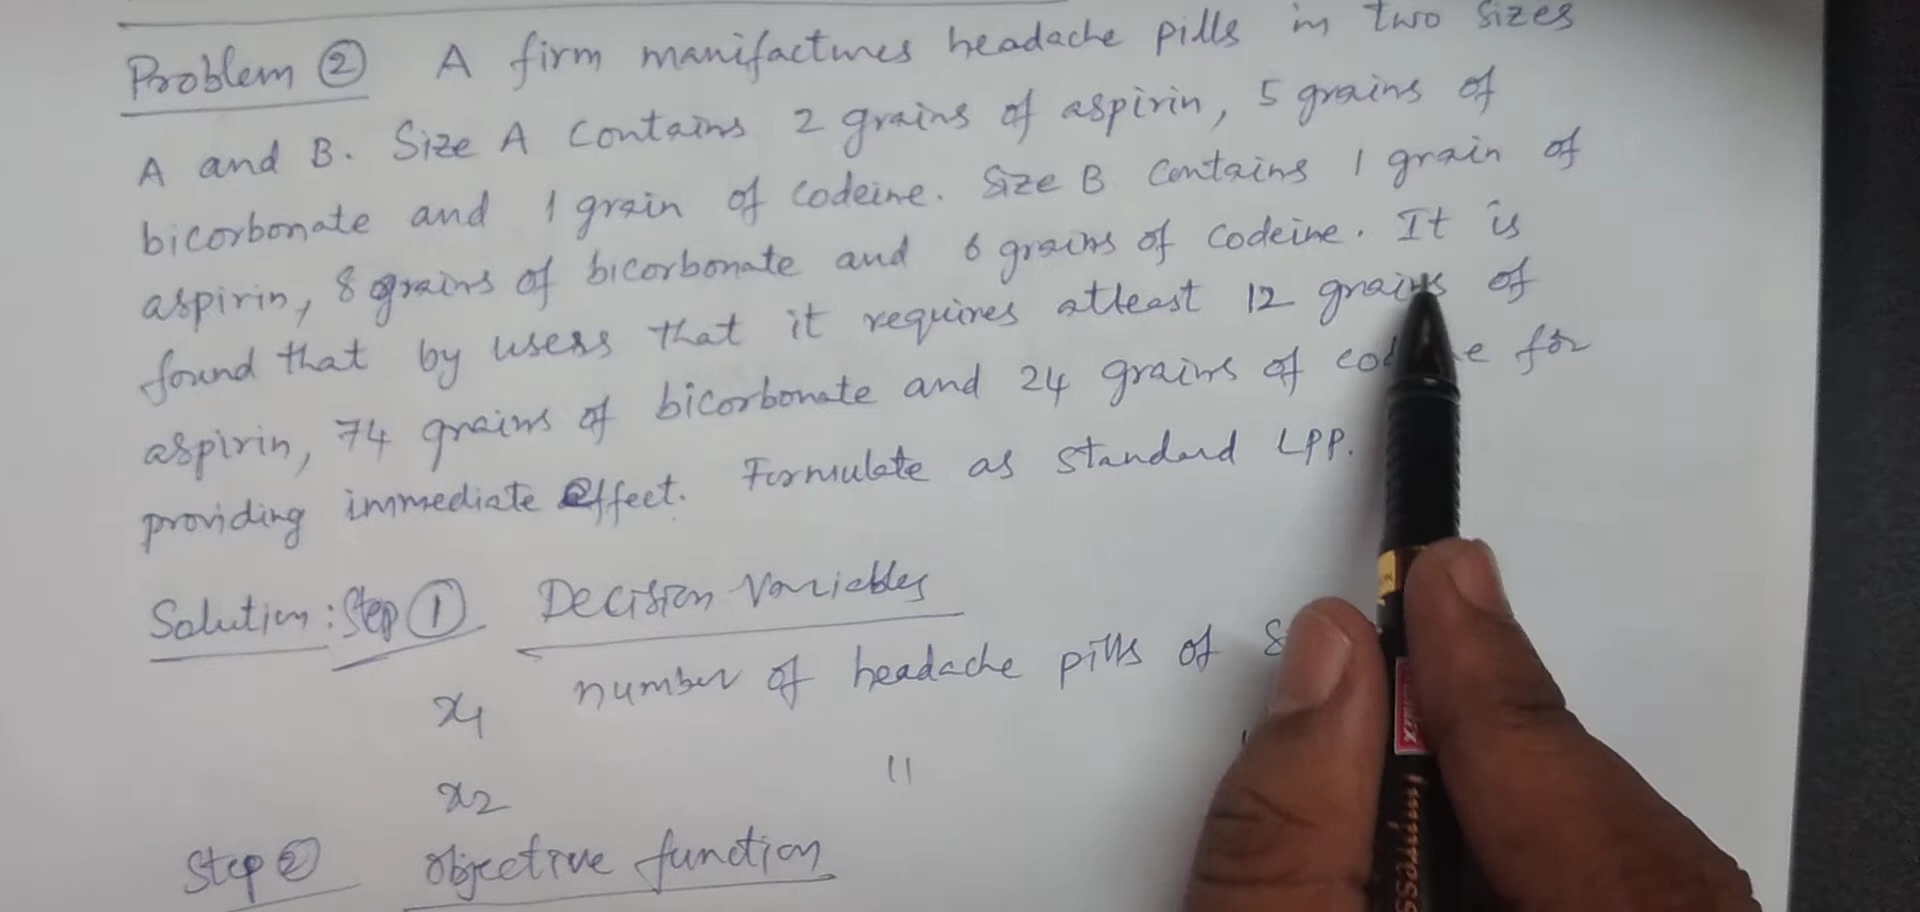 Problem ② A firm manifactures headache pills in two sizes
A and B. Size A contains 2 grains of aspirin, 5 grains of
bicorbonate and 1 grain of codeine. Size B contains 1 grain of
aspirin, 8 grains of bicorbonate and 6 grains of codeine. It is
found that by usess that it requires atleast 12 grains of
aspirin, 74 grains of bicorbonate and 24 grains of for
providing immediate effect. Formulate as standard LPP.
Solution: Step ① Decision Variables
x1 number of headache pills of
x2 "
Step ② objective function